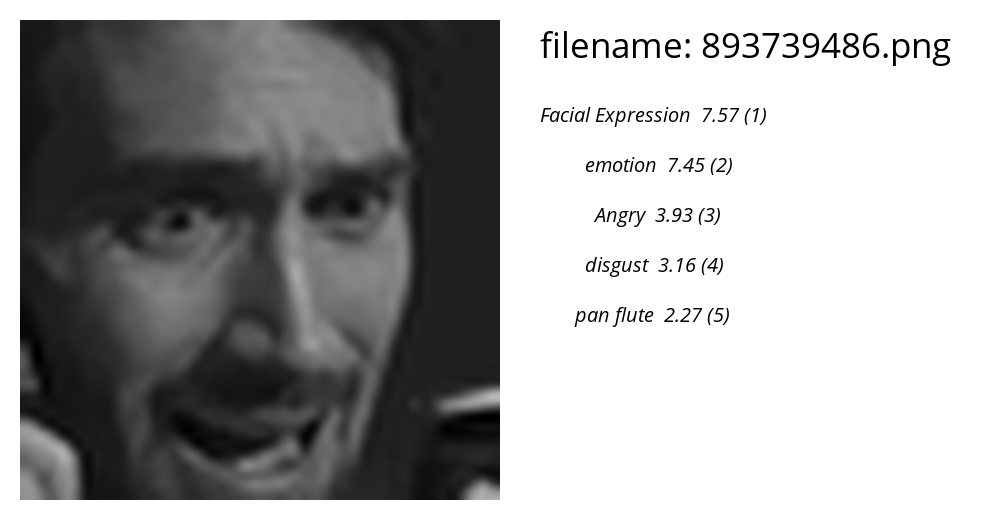 filename: 893739486.png
Facial Expression 7.57 (1)
emotion 7.45 (2)
Angry 3.93 (3)
disgust 3.16 (4)
pan flute 2.27 (5)